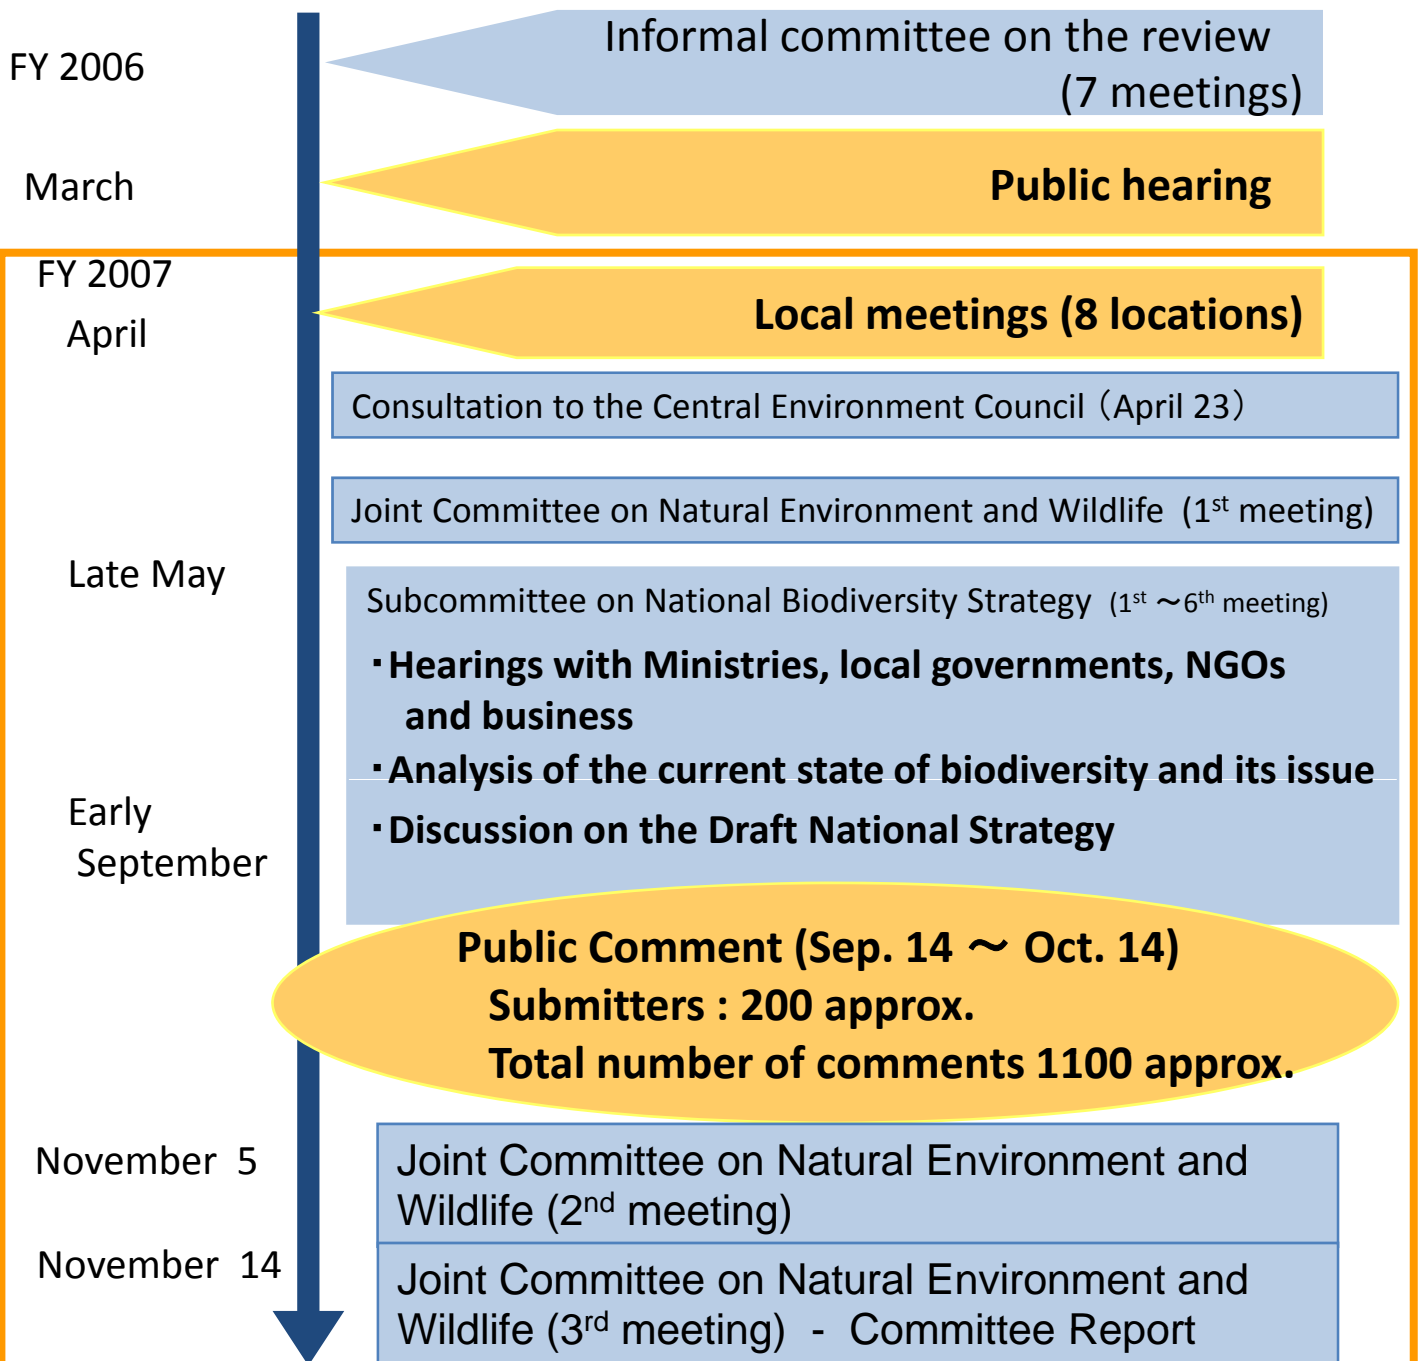 FY 2006
Informal committee on the review
(7 meetings)
March
Public hearing
FY 2007
April
Local meetings (8 locations)
Consultation to the Central Environment Council（April 23）
Joint Committee on Natural Environment and Wildlife (1st meeting)
Late May
Subcommittee on National Biodiversity Strategy (1st ～6th meeting)
・Hearings with Ministries, local governments, NGOs
and business
・Analysis of the current state of biodiversity and its issue
Early
September
・Discussion on the Draft National Strategy
Public Comment (Sep. 14 ～ Oct. 14)
Submitters : 200 approx.
Total number of comments 1100 approx.
November 5
Joint Committee on Natural Environment and
Wildlife (2nd meeting)
November 14
Joint Committee on Natural Environment and
Wildlife (3rd meeting) - Committee Report